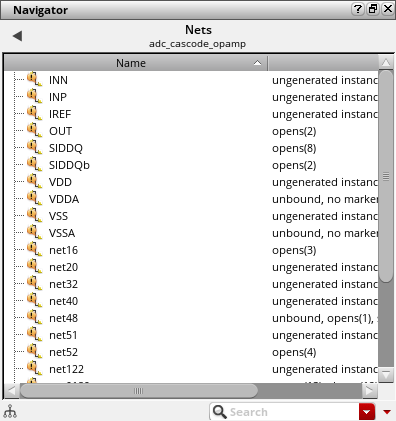 Navigator
Nets
adc_cascode_opamp
Name
INN ungenerated instanc
INP ungenerated instanc
IREF ungenerated instanc
OUT opens(2)
SIDDQ opens(8)
SIDDQb opens(2)
VDD ungenerated instanc
VDDA unbound, no marker
VSS ungenerated instanc
VSSA unbound, no marker
net16 opens(3)
net20 ungenerated instanc
net32 ungenerated instanc
net40 ungenerated instanc
net48 unbound, opens(1),
net51 ungenerated instanc
net52 opens(4)
net122 ungenerated instanc
Search